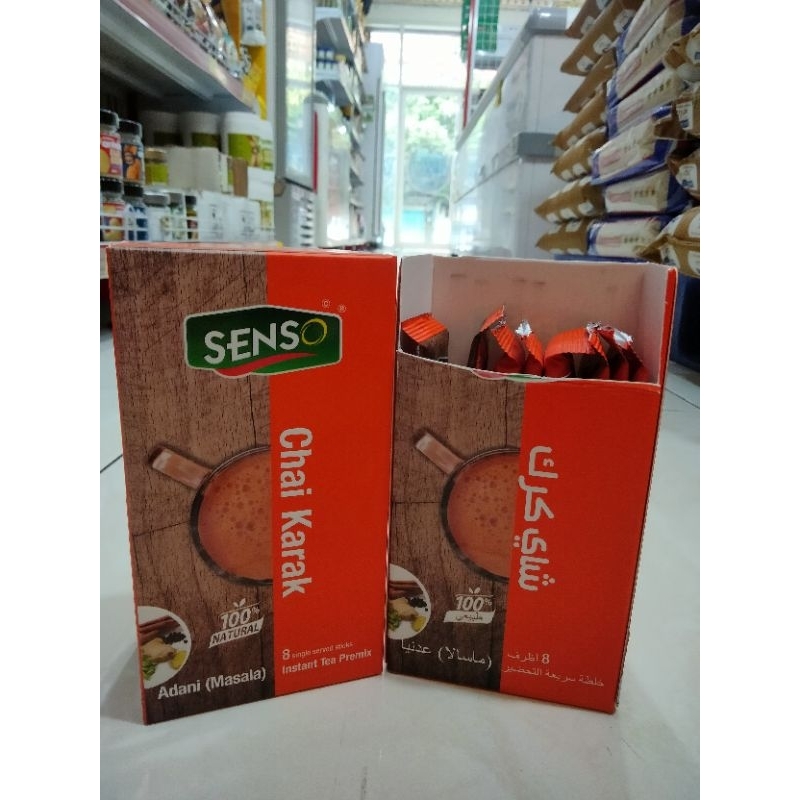 © ®
SENSO
Chai Karak
100%
NATURAL
8 single served sticks
Instant Tea Premix
Adani (Masala)
شاي كرك
100%
طبيعي
8 اظرف
خلطة سريعة التحضير
(ماسالا) عدنيا